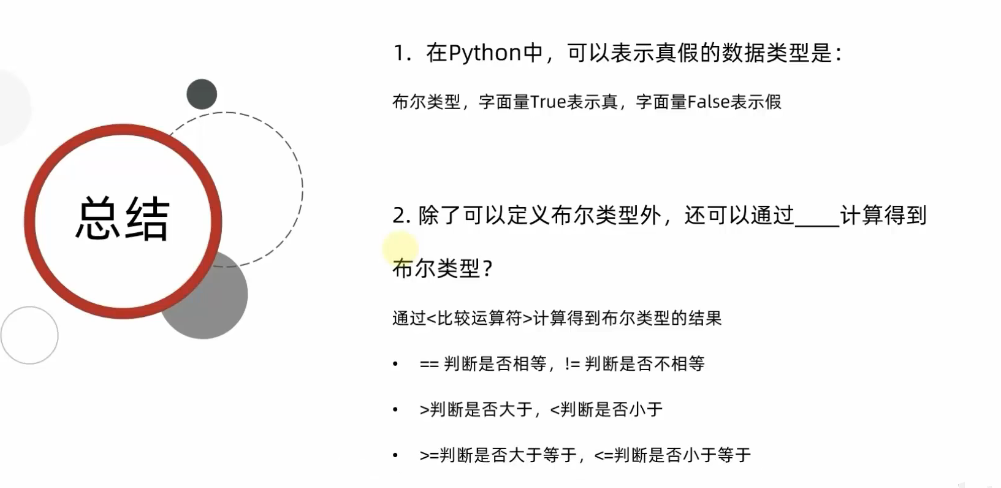 总结
1. 在Python中，可以表示真假的数据类型是：
布尔类型，字面量True表示真，字面量False表示假
2. 除了可以定义布尔类型外，还可以通过____计算得到
布尔类型？
通过<比较运算符>计算得到布尔类型的结果
• == 判断是否相等，!= 判断是否不相等
• >判断是否大于，<判断是否小于
• >=判断是否大于等于，<=判断是否小于等于